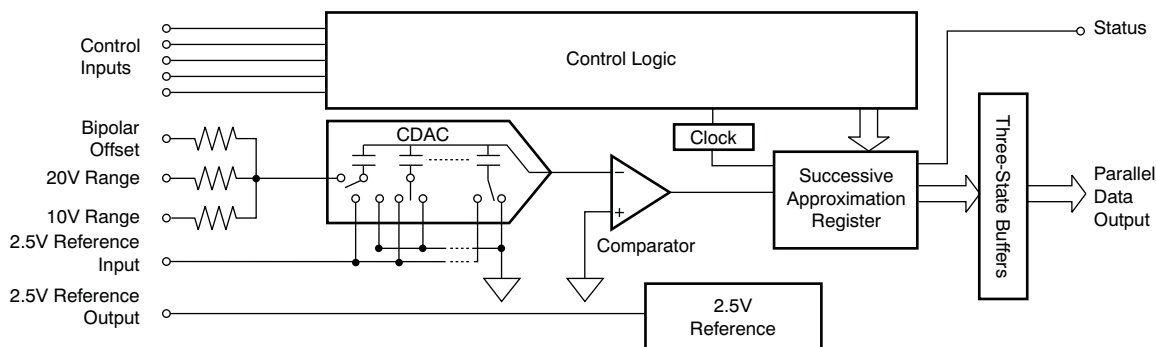 Control
Inputs
Control Logic
Status
Bipolar
Offset
CDAC
Clock
20V Range
10V Range
2.5V Reference
Input
2.5V Reference
Output
Comparator
Successive
Approximation
Register
Three-State Buffers
Parallel
Data
Output
2.5V
Reference